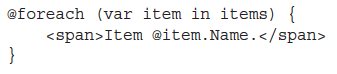 @foreach (var item in items) {
    <span>Item @item.Name.</span>
}